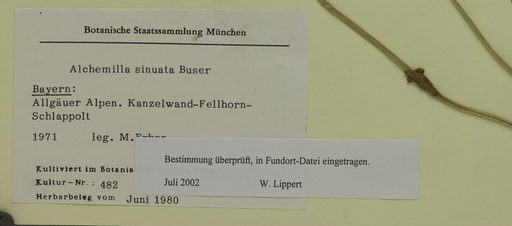 Botanische Staatssammlung München
Alchemilla sinuata Buser
Bayern:
Allgäuer Alpen. Kanzelwand-Fellhorn-
Schlappolt
1971 leg. M.
Kultiviert im
Kultur-Nr.: 482
Herbarbeleg vom Juni 1980
Bestimmung überprüft, in Fundort-Datei eingetragen.
Juli 2002 W. Lippert